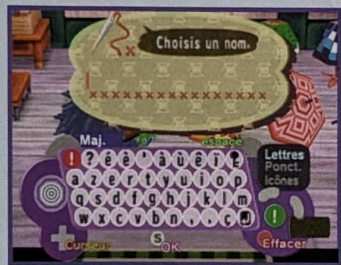 Choisis un nom.
Maj. espace
! ? é è ' à ù ê ï
a z e r t y u i o p
q s d f g h j k l m
w x c v b n , . ç
Lettres
Ponct.
Icônes
!
S
Curseur OK Effacer